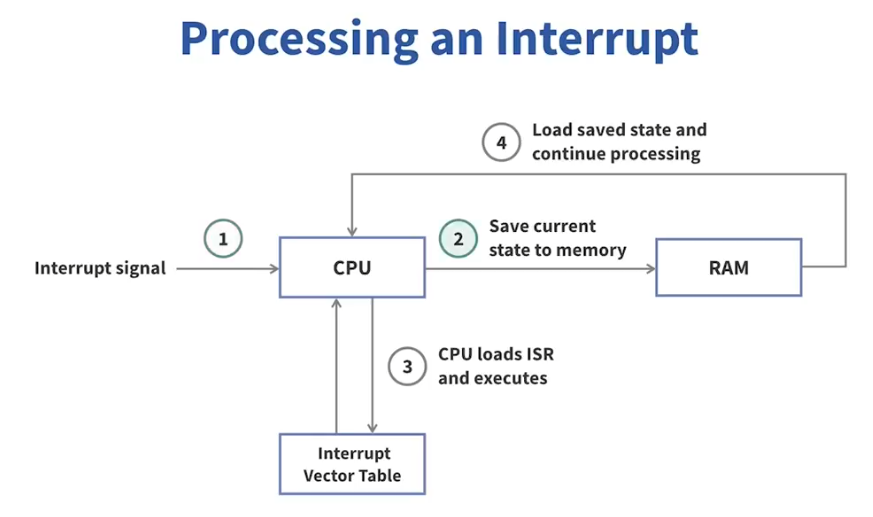 Processing an Interrupt
4
Load saved state and
continue processing
1
2
Save current
state to memory
Interrupt signal
CPU
RAM
3
CPU loads ISR
and executes
Interrupt
Vector Table